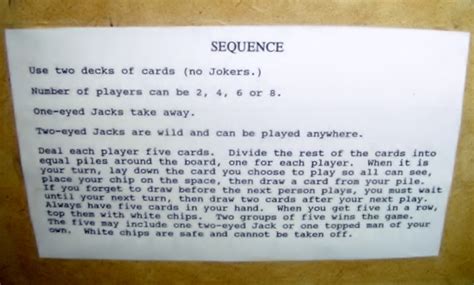 SEQUENCE
Use two decks of cards (no Jokers.)
Number of players can be 2, 4, 6 or 8.
One-eyed Jacks take away.
Two-eyed Jacks are wild and can be played anywhere.
Deal each player five cards. Divide the rest of the cards into
equal piles around the board, one for each player. When it is
your turn, lay down the card you choose to play so all can see,
place your chip on the space, then draw a card from your pile.
If you forget to draw before the next person plays, you must wait
until your next turn, then draw two cards after your next play.
Always have five cards in your hand. When you get five in a row,
top them with white chips. Two groups of five wins the game.
The five may include one two-eyed Jack or one topped man of your
own. White chips are safe and cannot be taken off.